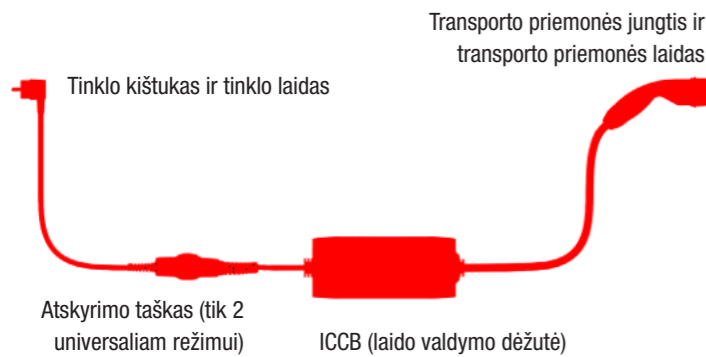 Transporto priemonės jungtis ir
transporto priemonės laidas
Tinklo kištukas ir tinklo laidas
Atskyrimo taškas (tik 2
universaliam režimui)
ICCB (laido valdymo dėžutė)